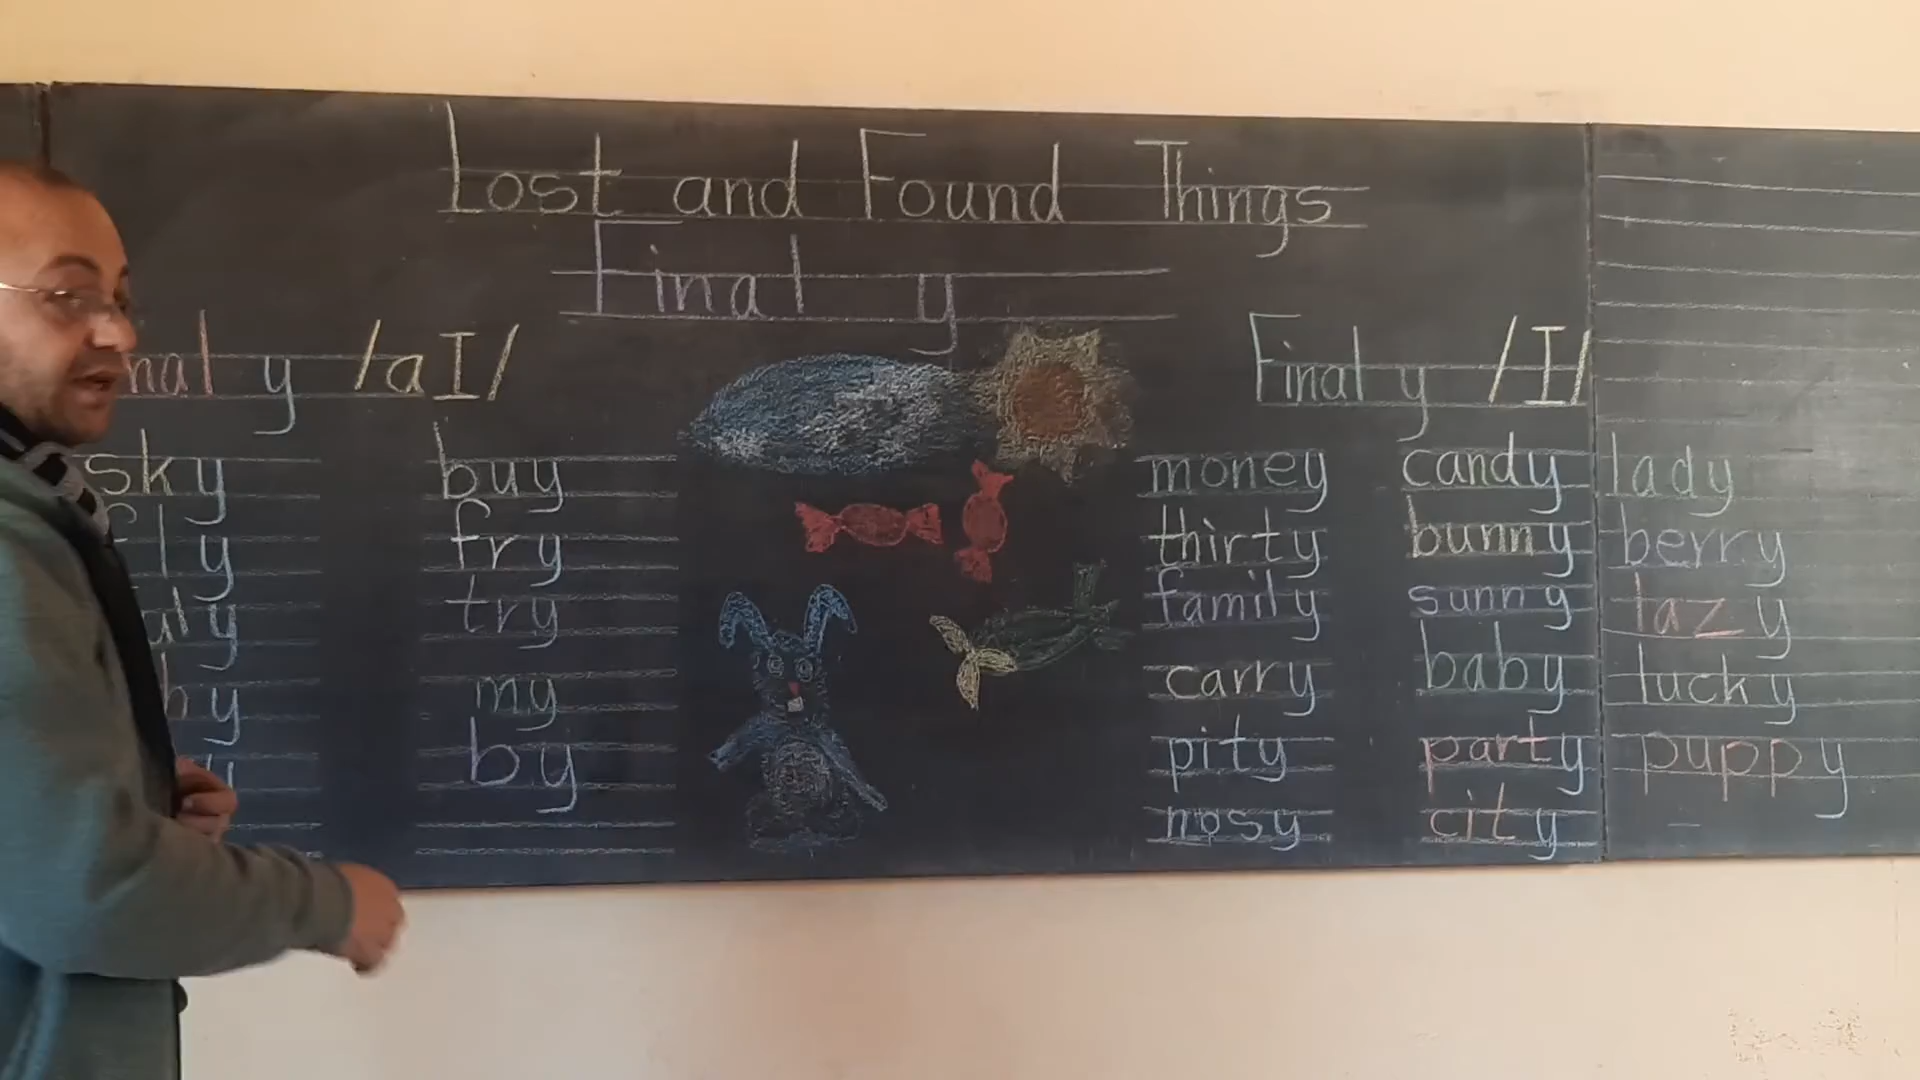 Lost and Found Things
Final y
nal y /aI/
sky buy
fly fry
try
my
by
Final y /I/
money candy lady
thirty bunny berry
family sunny lazy
carry baby lucky
pity party puppy
nosy city